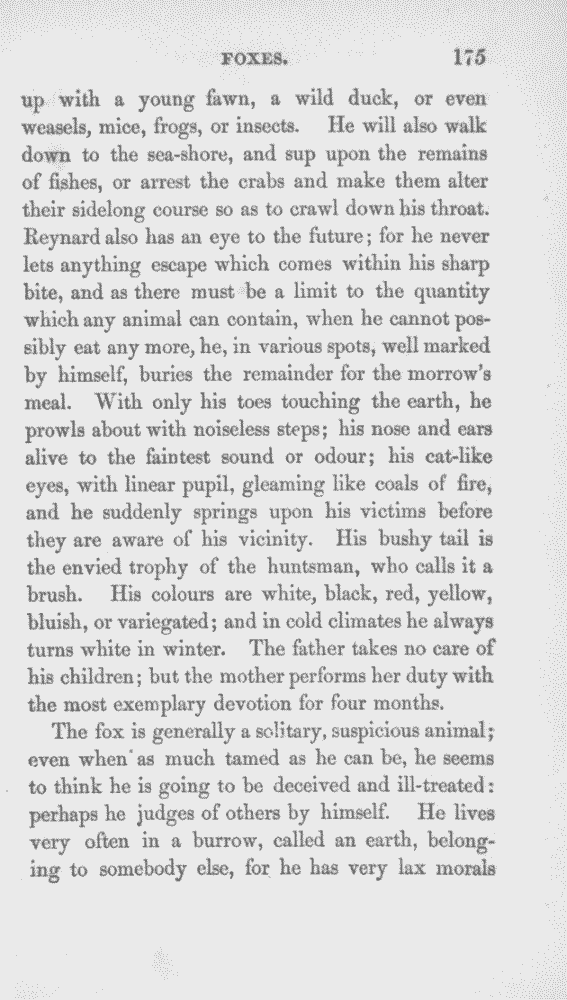 FOXES. 175
up with a young fawn, a wild duck, or even
weasels, mice, frogs, or insects. He will also walk
down to the sea-shore, and sup upon the remains
of fishes, or arrest the crabs and make them alter
their sidelong course so as to crawl down his throat.
Reynard also has an eye to the future; for he never
lets anything escape which comes within his sharp
bite, and as there must be a limit to the quantity
which any animal can contain, when he cannot pos-
sibly eat any more, he, in various spots, well marked
by himself, buries the remainder for the morrow's
meal. With only his toes touching the earth, he
prowls about with noiseless steps; his nose and ears
alive to the faintest sound or odour; his cat-like
eyes, with linear pupil, gleaming like coals of fire,
and he suddenly springs upon his victims before
they are aware of his vicinity. His bushy tail is
the envied trophy of the huntsman, who calls it a
brush. His colours are white, black, red, yellow,
bluish, or variegated; and in cold climates he always
turns white in winter. The father takes no care of
his children; but the mother performs her duty with
the most exemplary devotion for four months.
The fox is generally a solitary, suspicious animal;
even when as much tamed as he can be, he seems
to think he is going to be deceived and ill-treated:
perhaps he judges of others by himself. He lives
very often in a burrow, called an earth, belong-
ing to somebody else, for he has very lax morals